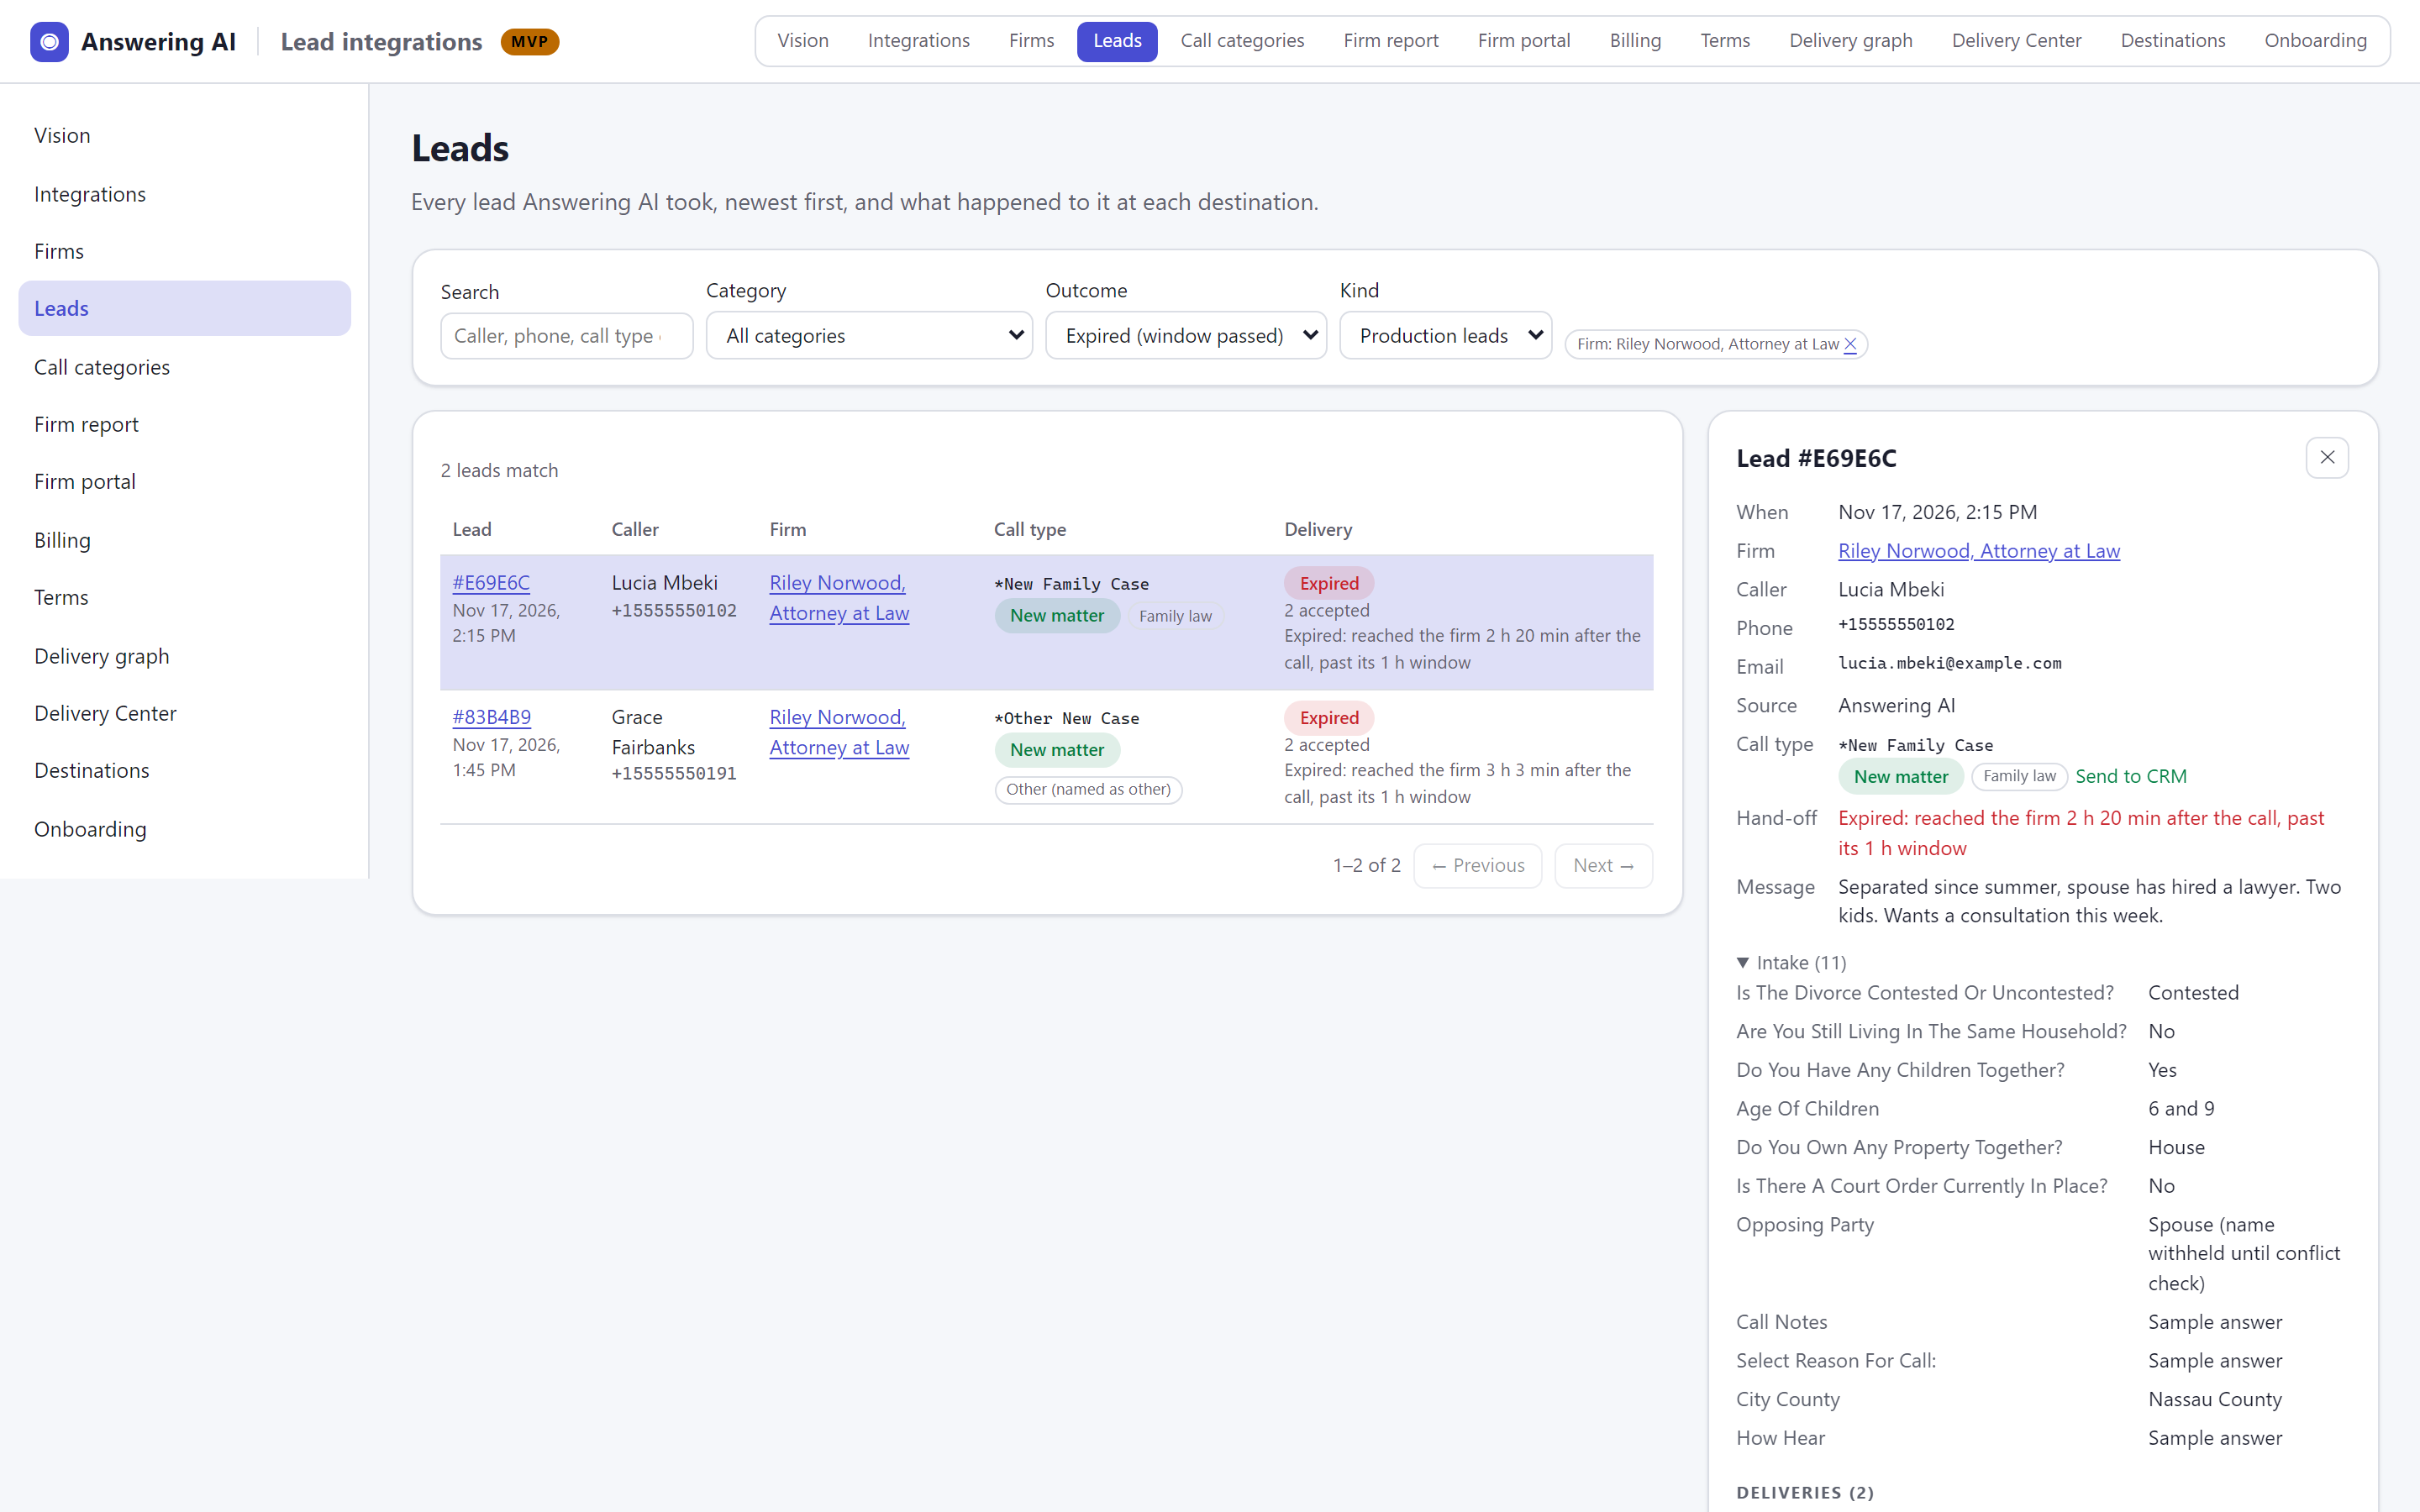 Answering AI
Lead integrations
MVP
Vision
Integrations
Firms
Leads
Call categories
Firm report
Firm portal
Billing
Terms
Delivery graph
Delivery Center
Destinations
Onboarding
Vision
Integrations
Firms
Leads
Call categories
Firm report
Firm portal
Billing
Terms
Delivery graph
Delivery Center
Destinations
Onboarding
Leads
Every lead Answering AI took, newest first, and what happened to it at each destination.
Search
Caller, phone, call type
Category
All categories
Outcome
Expired (window passed)
Kind
Production leads
Firm: Riley Norwood, Attorney at Law ×
2 leads match
Lead Caller Firm Call type Delivery
#E69E6C
Nov 17, 2026,
2:15 PM
Lucia Mbeki
+15555550102
Riley Norwood,
Attorney at Law
*New Family Case
New matter Family law
Expired
2 accepted
Expired: reached the firm 2 h 20 min after the
call, past its 1 h window
#83B4B9
Nov 17, 2026,
1:45 PM
Grace
Fairbanks
+15555550191
Riley Norwood,
Attorney at Law
*Other New Case
New matter
Other (named as other)
Expired
2 accepted
Expired: reached the firm 3 h 3 min after the
call, past its 1 h window
1–2 of 2 ← Previous Next →
Lead #E69E6C
×
When Nov 17, 2026, 2:15 PM
Firm Riley Norwood, Attorney at Law
Caller Lucia Mbeki
Phone +15555550102
Email lucia.mbeki@example.com
Source Answering AI
Call type *New Family Case
New matter Family law Send to CRM
Hand-off Expired: reached the firm 2 h 20 min after the call, past
its 1 h window
Message Separated since summer, spouse has hired a lawyer. Two
kids. Wants a consultation this week.
▼ Intake (11)
Is The Divorce Contested Or Uncontested? Contested
Are You Still Living In The Same Household? No
Do You Have Any Children Together? Yes
Age Of Children 6 and 9
Do You Own Any Property Together? House
Is There A Court Order Currently In Place? No
Opposing Party Spouse (name
withheld until conflict
check)
Call Notes Sample answer
Select Reason For Call: Sample answer
City County Nassau County
How Hear Sample answer
DELIVERIES (2)